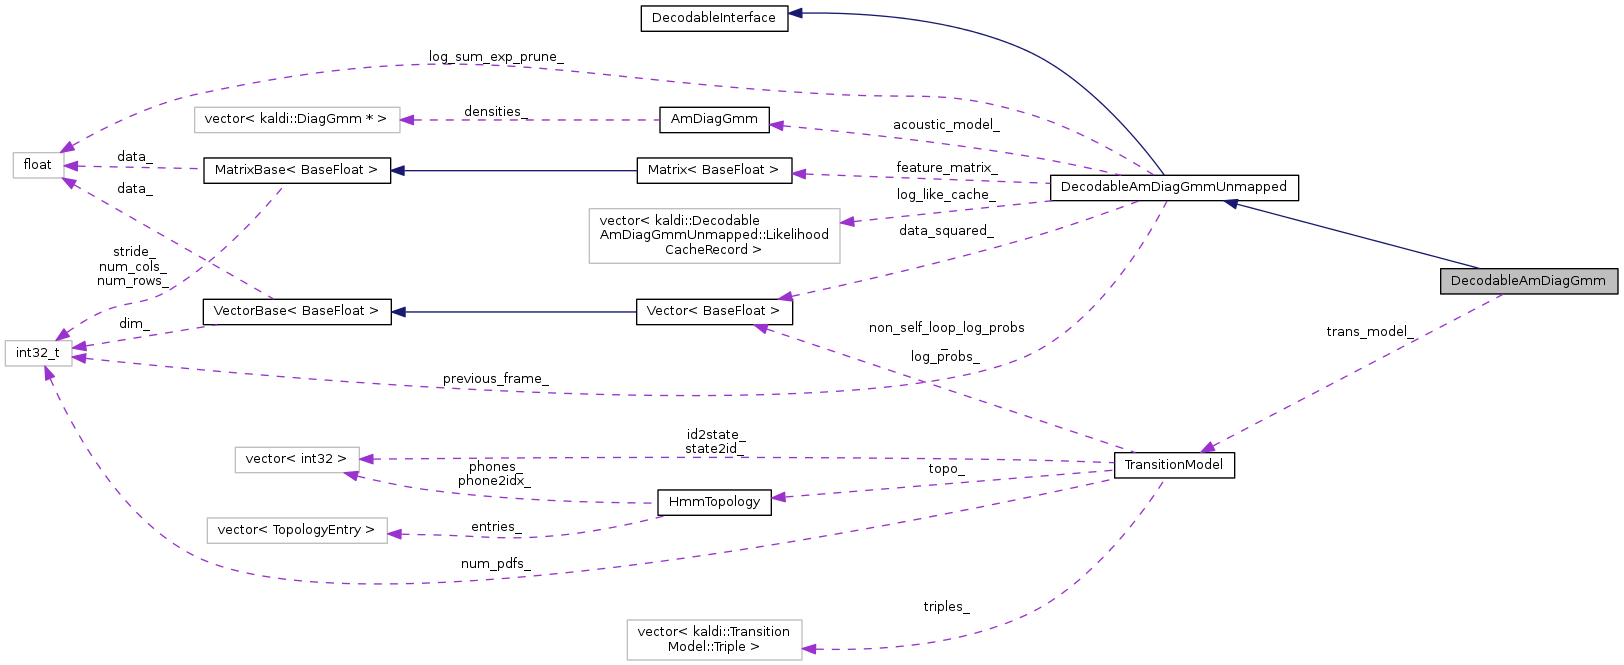 DecodableInterface
log_sum_exp_prune_
vector< kaldi::DiagGmm * >
densities_
AmDiagGmm
acoustic_model_
float
data_
MatrixBase< BaseFloat >
Matrix< BaseFloat >
feature_matrix_
DecodableAmDiagGmmUnmapped
data_
log_like_cache_
vector< kaldi::Decodable
AmDiagGmmUnmapped::Likelihood
CacheRecord >
data_squared_
stride_
num_cols_
num_rows_
DecodableAmDiagGmm
VectorBase< BaseFloat >
Vector< BaseFloat >
dim_
non_self_loop_log_probs
_
log_probs_
trans_model_
int32_t
previous_frame_
id2state_
state2id_
vector< int32 >
phones_
phone2idx_
topo_
TransitionModel
HmmTopology
vector< TopologyEntry >
entries_
num_pdfs_
triples_
vector< kaldi::Transition
Model::Triple >